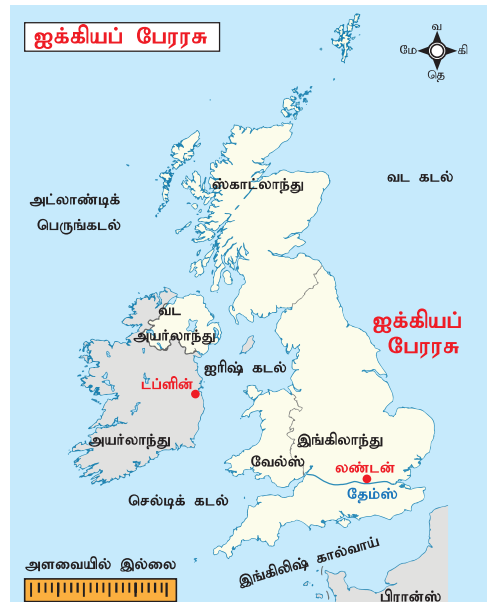 ஐக்கியப் பேரரசு
வ
மே
கி
தெ
ஸ்காட்லாந்து
வட கடல்
அட்லாண்டிக்
பெருங்கடல்
வட
அயர்லாந்து
ஐக்கியப்
பேரரசு
ஐரிஷ் கடல்
டப்ளின்
அயர்லாந்து
இங்கிலாந்து
வேல்ஸ்
லண்டன்
தேம்ஸ்
செல்டிக் கடல்
இங்கிலிஷ் கால்வாய்
அளவையில் இல்லை
பிரான்ஸ்